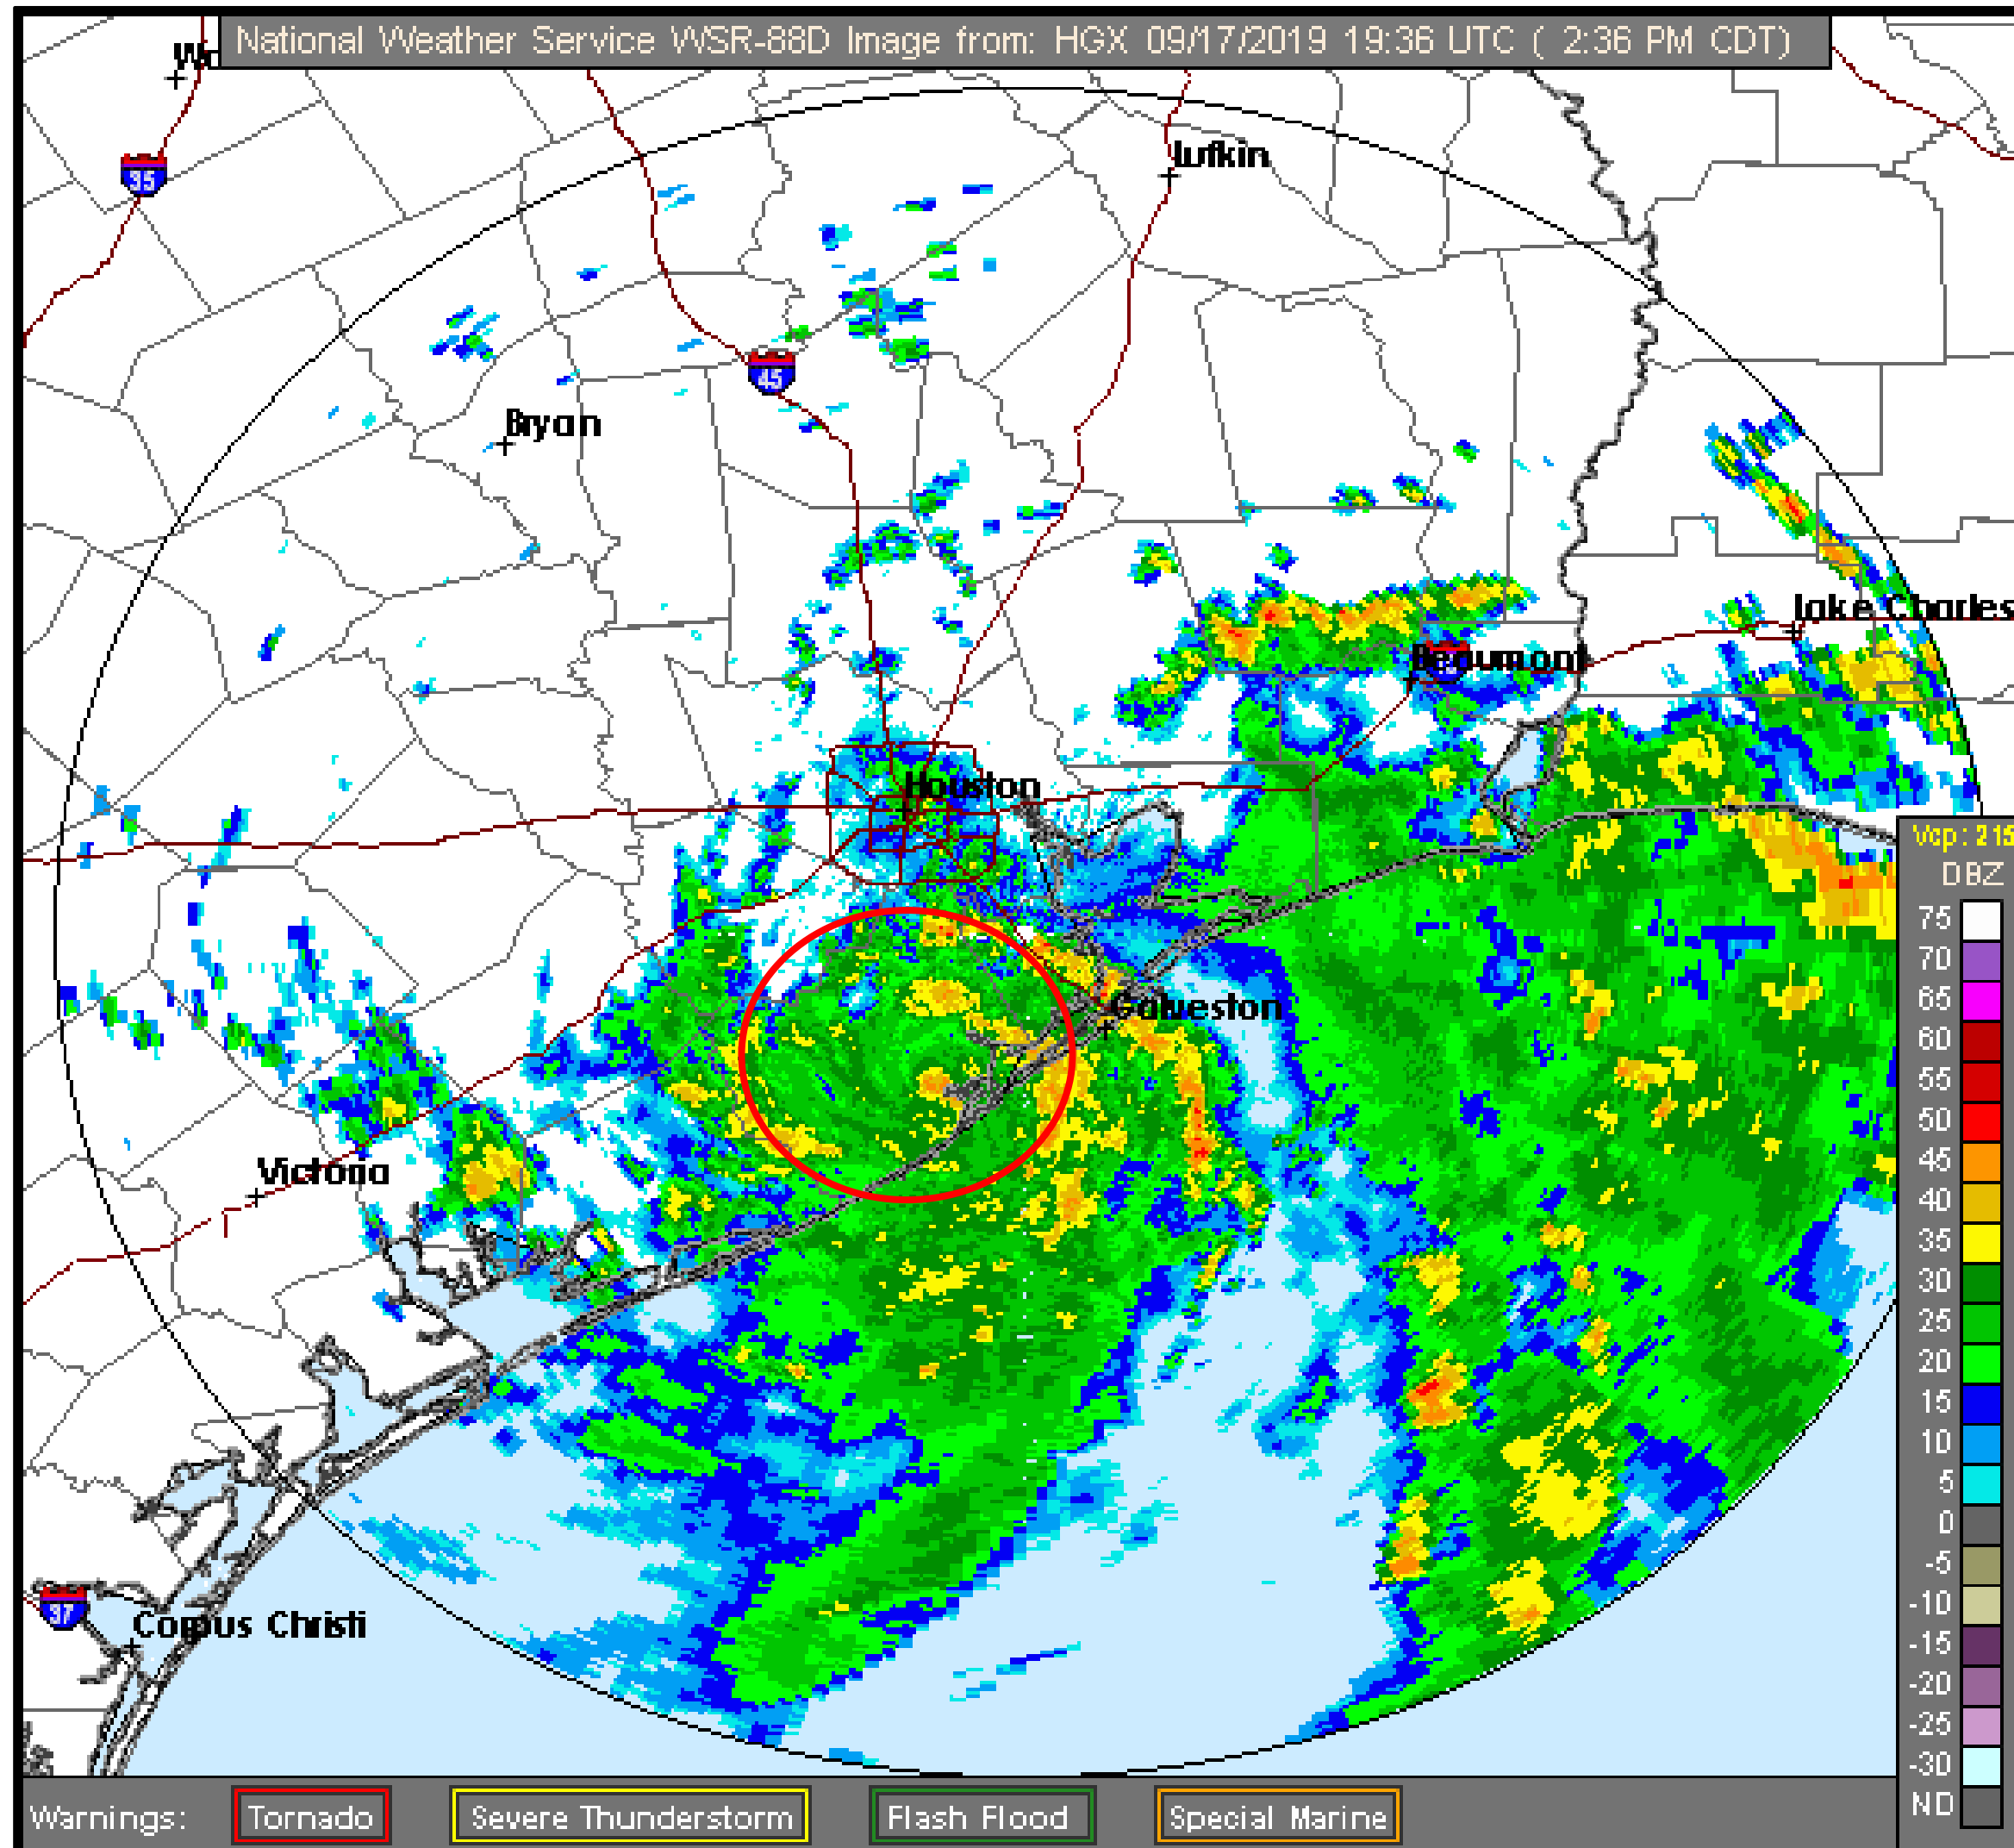 National Weather Service WSR-88D Image from: HGX 09/17/2019 19:36 UTC ( 2:36 PM CDT)
35
Lufkin
45
Bryan
Lake Charles
Beaumont
Houston
Vcp: 215
DBZ
75
70
65
60
55
50
45
40
35
30
25
20
15
10
5
0
-5
-10
-15
-20
-25
-30
ND
Galveston
Victoria
37
Corpus Christi
Warnings: Tornado Severe Thunderstorm Flash Flood Special Marine